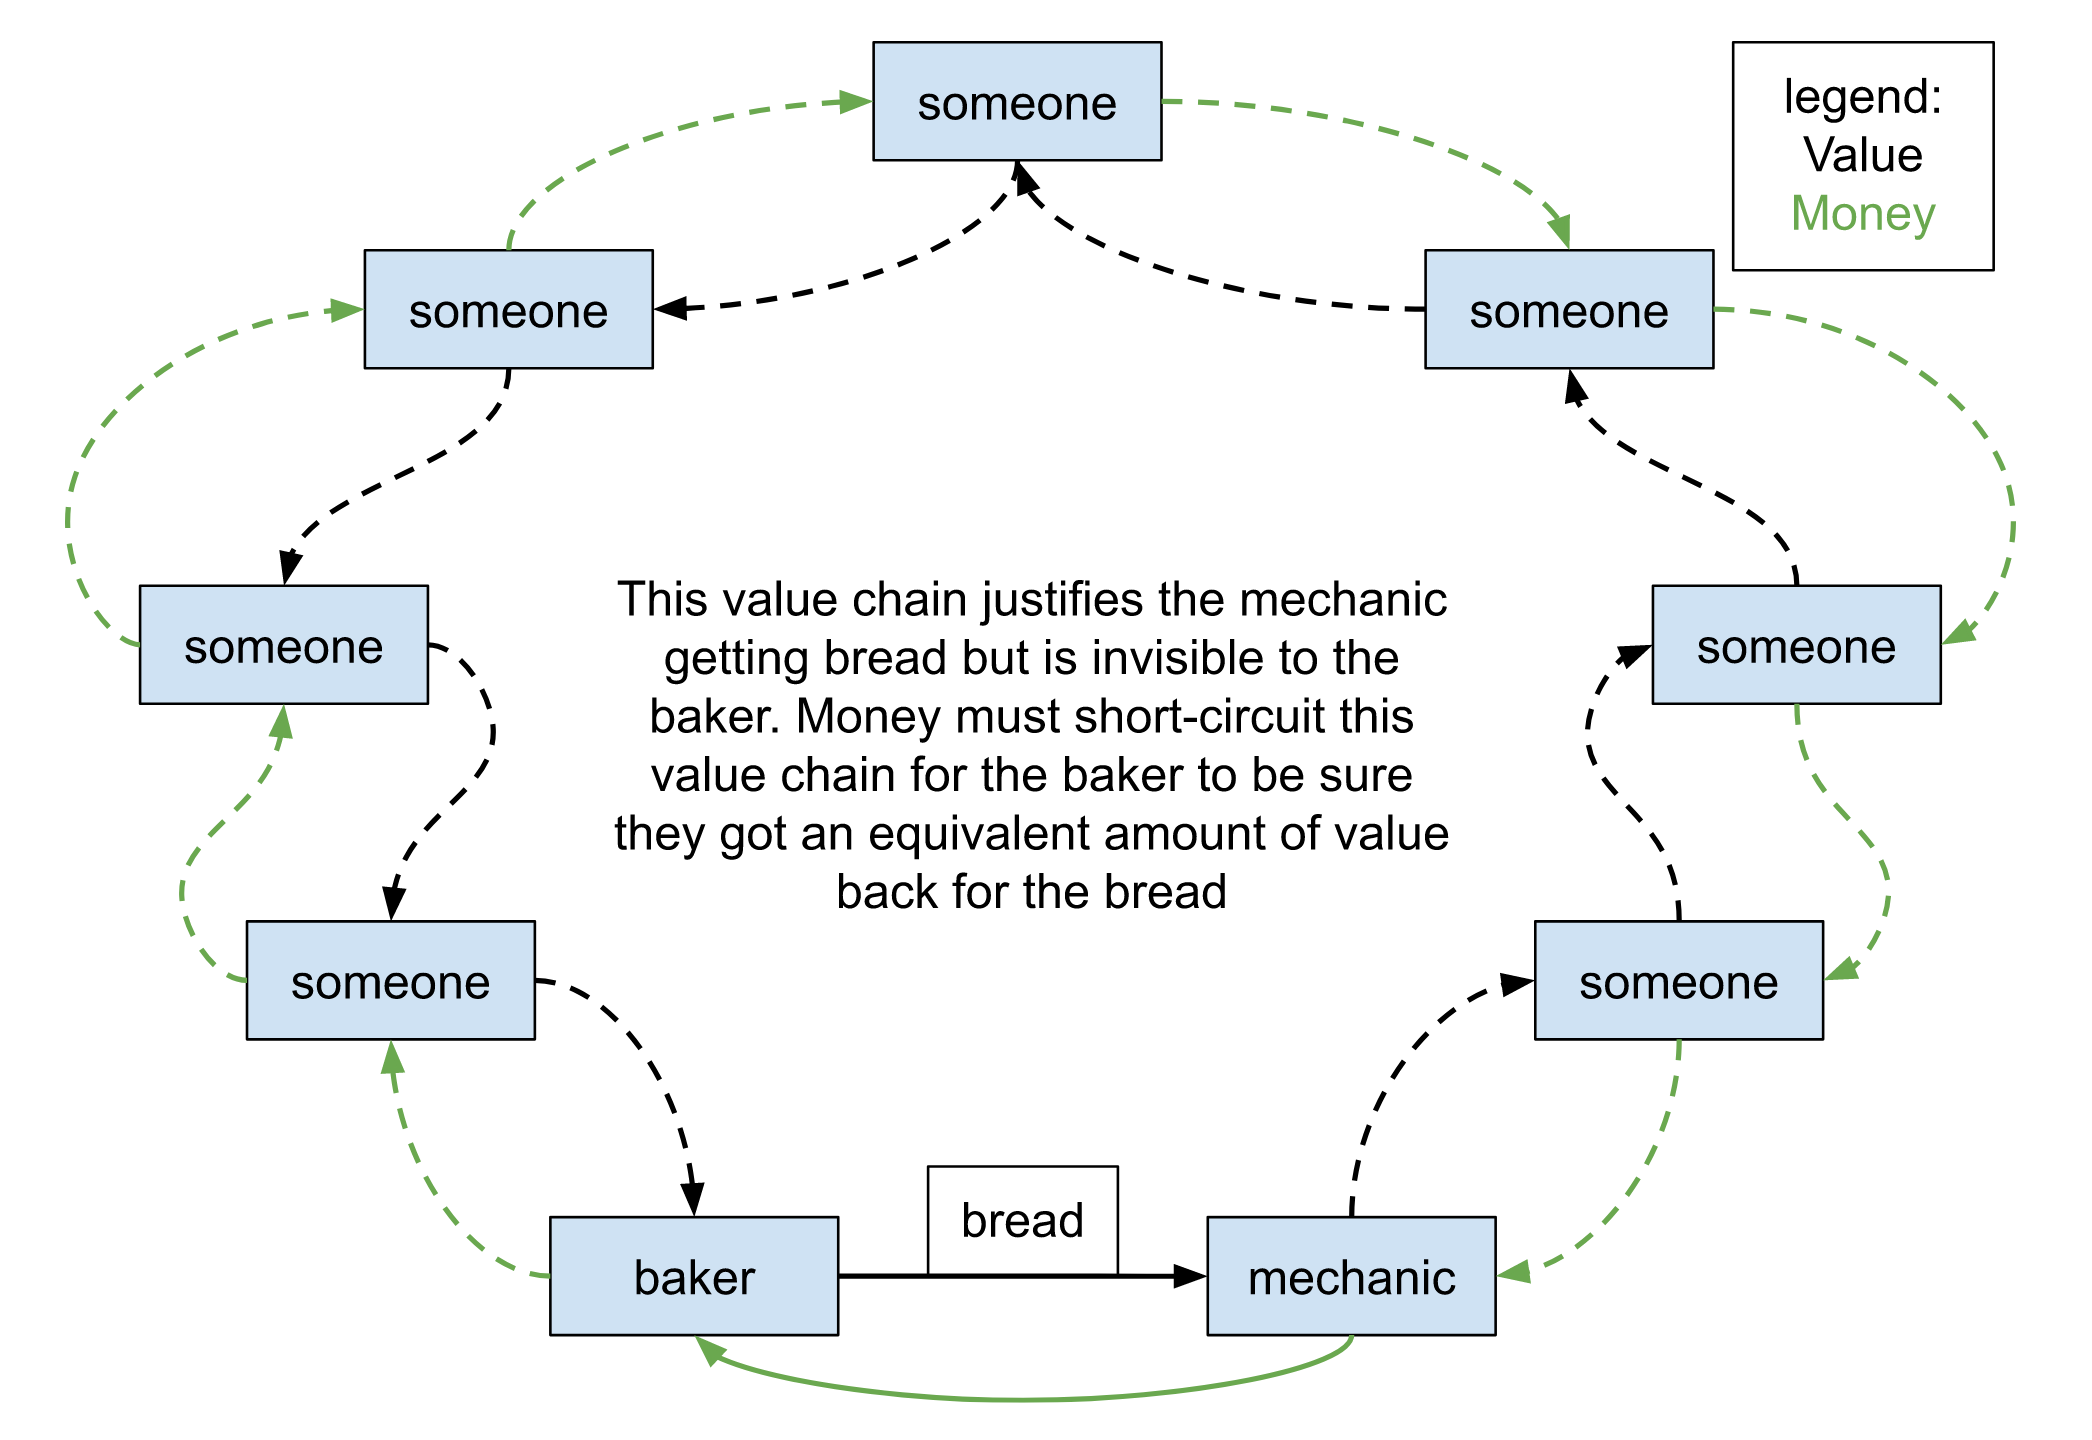 someone
legend:
Value
Money
someone
someone
someone
someone
This value chain justifies the mechanic
getting bread but is invisible to the
baker. Money must short-circuit this
value chain for the baker to be sure
they got an equivalent amount of value
back for the bread
someone
someone
bread
baker
mechanic